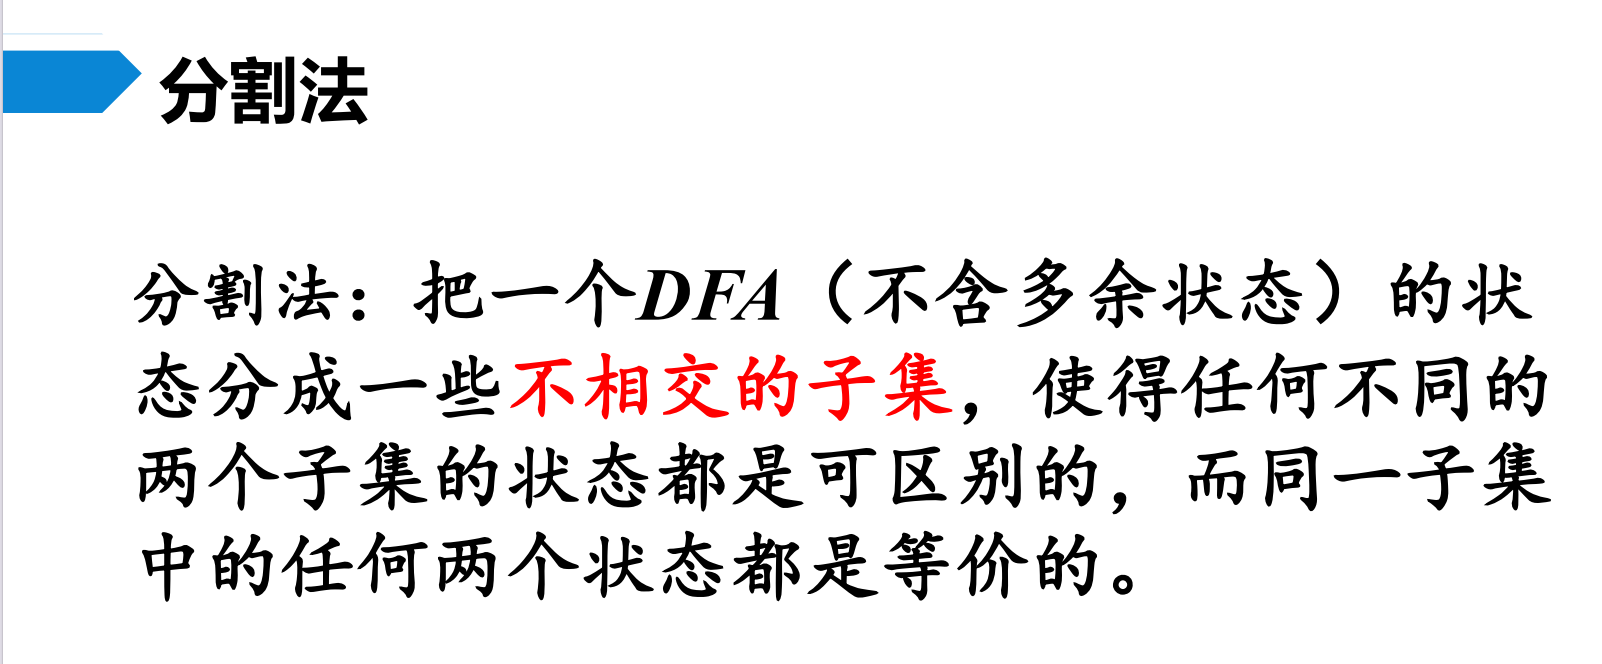 分割法
分割法：把一个DFA（不含多余状态）的状
态分成一些不相交的子集，使得任何不同的
两个子集的状态都是可区别的，而同一子集
中的任何两个状态都是等价的。